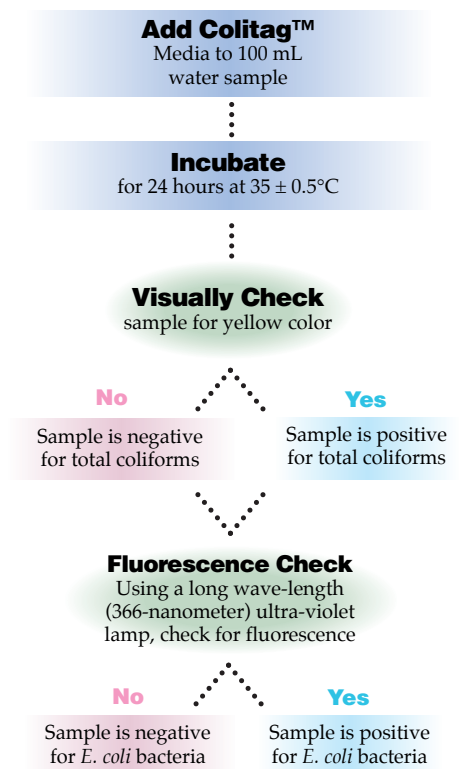 Add Colitag™
Media to 100 mL
water sample
Incubate
for 24 hours at 35 ± 0.5°C
Visually Check
sample for yellow color
No
Sample is negative
for total coliforms
Yes
Sample is positive
for total coliforms
Fluorescence Check
Using a long wave-length
(366-nanometer) ultra-violet
lamp, check for fluorescence
No
Sample is negative
for E. coli bacteria
Yes
Sample is positive
for E. coli bacteria